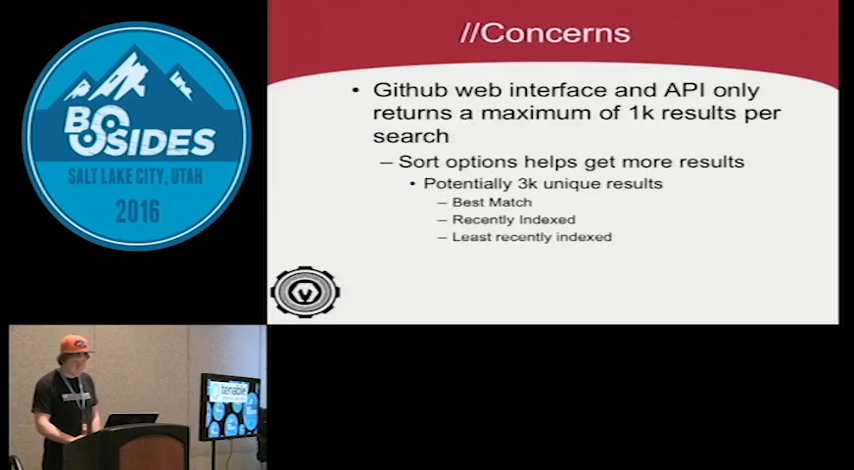 BSIDES
SALT LAKE CITY, UTAH
2016
//Concerns
• Github web interface and API only
returns a maximum of 1k results per
search
– Sort options helps get more results
• Potentially 3k unique results
– Best Match
– Recently Indexed
– Least recently indexed
tenable